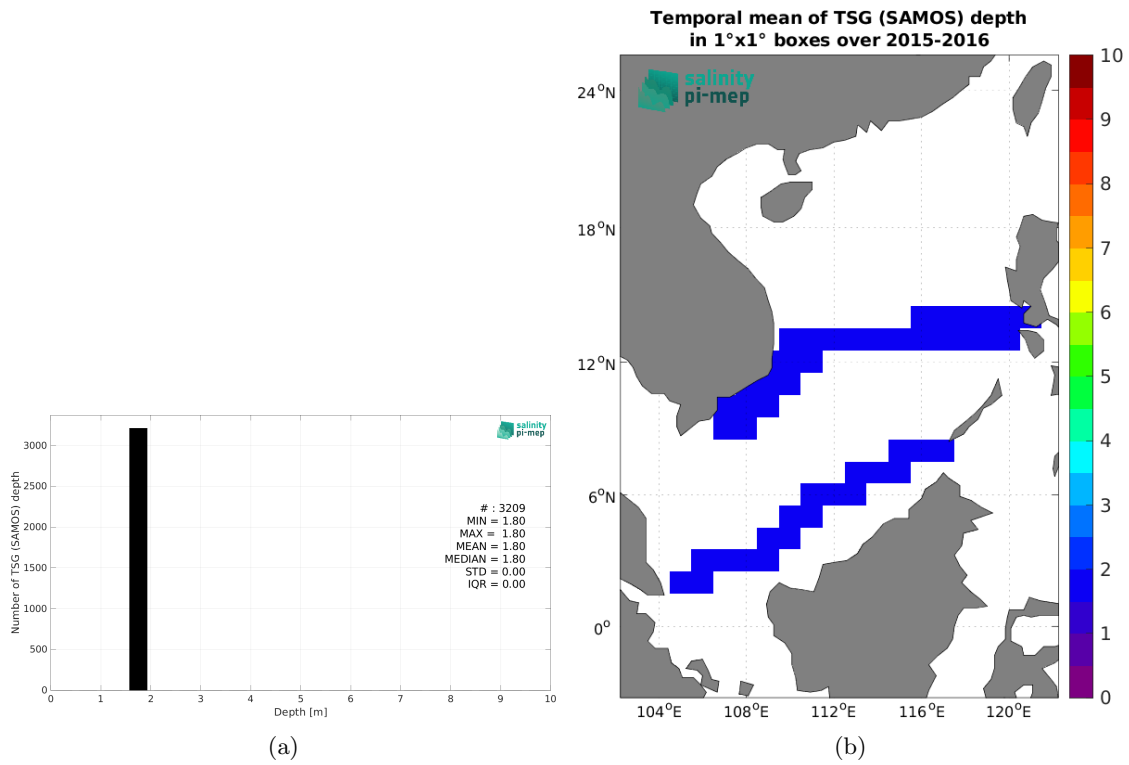 Number of TSG (SAMOS) depth
3000
2500
2000
1500
1000
500
0
salinity
pi-mep
# : 3209
MIN = 1.80
MAX =  1.80
MEAN = 1.80
MEDIAN = 1.80
STD = 0.00
IQR = 0.00
0 1 2 3 4 5 6 7 8 9 10
Depth [m]
(a)
Temporal mean of TSG (SAMOS) depth
in 1°x1° boxes over 2015-2016
salinity
pi-mep
24°N
18°N
12°N
6°N
0°
104°E 108°E 112°E 116°E 120°E
10
9
8
7
6
5
4
3
2
1
0
(b)